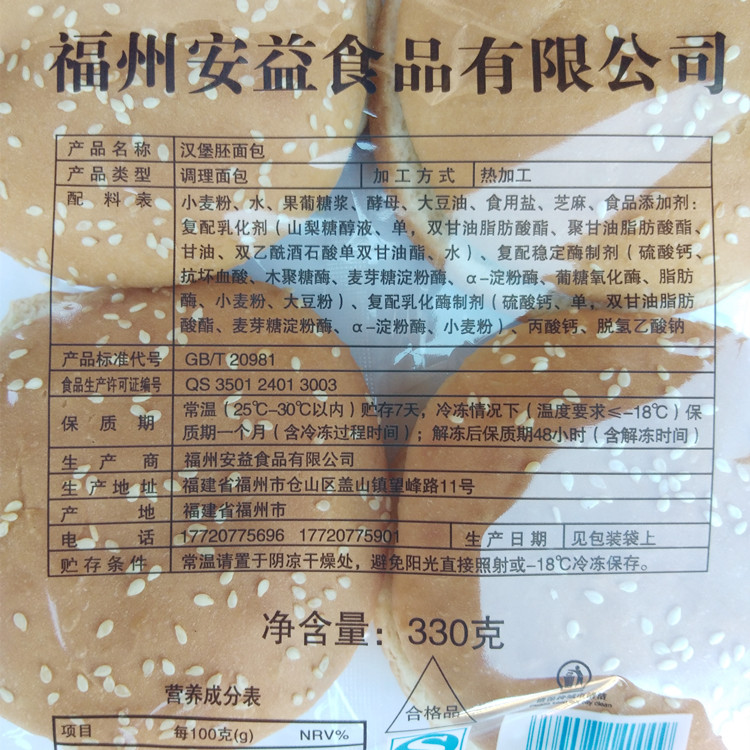 福州安益食品有限公司
产品名称 汉堡胚面包
产品类型 调理面包 加工方式 热加工
配料表 小麦粉、水、果葡糖浆、酵母、大豆油、食用盐、芝麻、食品添加剂：
复配乳化剂（山梨糖醇液、单，双甘油脂肪酸酯、聚甘油脂肪酸酯、
甘油、双乙酰酒石酸单双甘油酯、水）、复配稳定酶制剂（硫酸钙、
抗坏血酸、木聚糖酶、麦芽糖淀粉酶、α-淀粉酶、葡糖氧化酶、脂肪
酶、小麦粉、大豆粉）、复配乳化酶制剂（硫酸钙、单，双甘油脂肪
酸酯、麦芽糖淀粉酶、α-淀粉酶、小麦粉）、丙酸钙、脱氢乙酸钠
产品标准代号 GB/T 20981
食品生产许可证编号 QS 3501 2401 3003
保质期 常温（25℃-30℃以内）贮存7天，冷冻情况下（温度要求≤-18℃）保
质期一个月（含冷冻过程时间）；解冻后保质期48小时（含解冻时间）
生产商 福州安益食品有限公司
生产地址 福建省福州市仓山区盖山镇望峰路11号
产地 福建省福州市
电话 17720775696 17720775901 生产日期 见包装袋上
贮存条件 常温请置于阴凉干燥处，避免阳光直接照射或-18℃冷冻保存。
净含量：330克
营养成分表
合格品
项目 每100克(g) NRV%